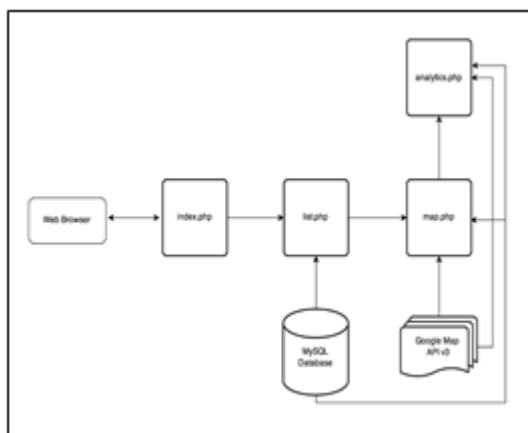 analytics.php
Web Browser
index.php
list.php
map.php
MySQL
Database
Google Map
API v3